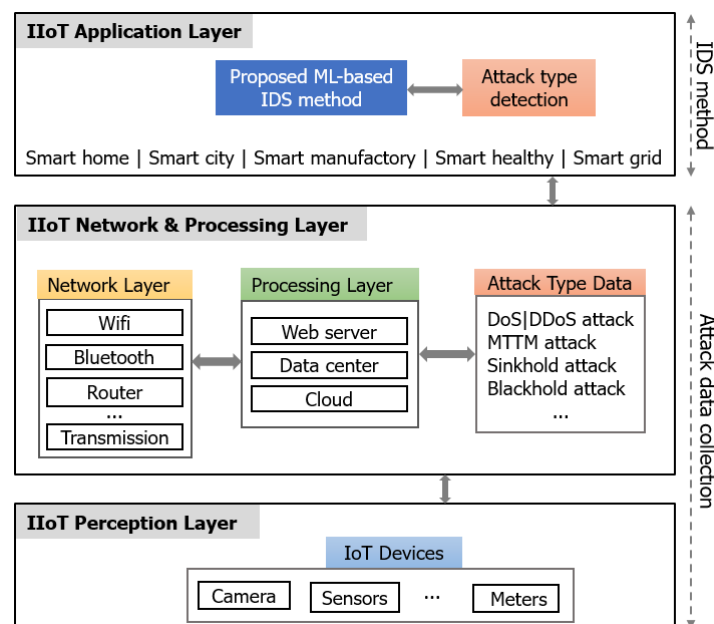 IIoT Application Layer
Proposed ML-based
IDS method
Attack type
detection
Smart home | Smart city | Smart manufactory | Smart healthy | Smart grid
IDS method
IIoT Network & Processing Layer
Network Layer
Wifi
Bluetooth
Router
...
Transmission
Processing Layer
Web server
Data center
Cloud
Attack Type Data
DoS|DDoS attack
MTTM attack
Sinkhold attack
Blackhold attack
...
Attack data collection
IIoT Perception Layer
IoT Devices
Camera
Sensors
...
Meters